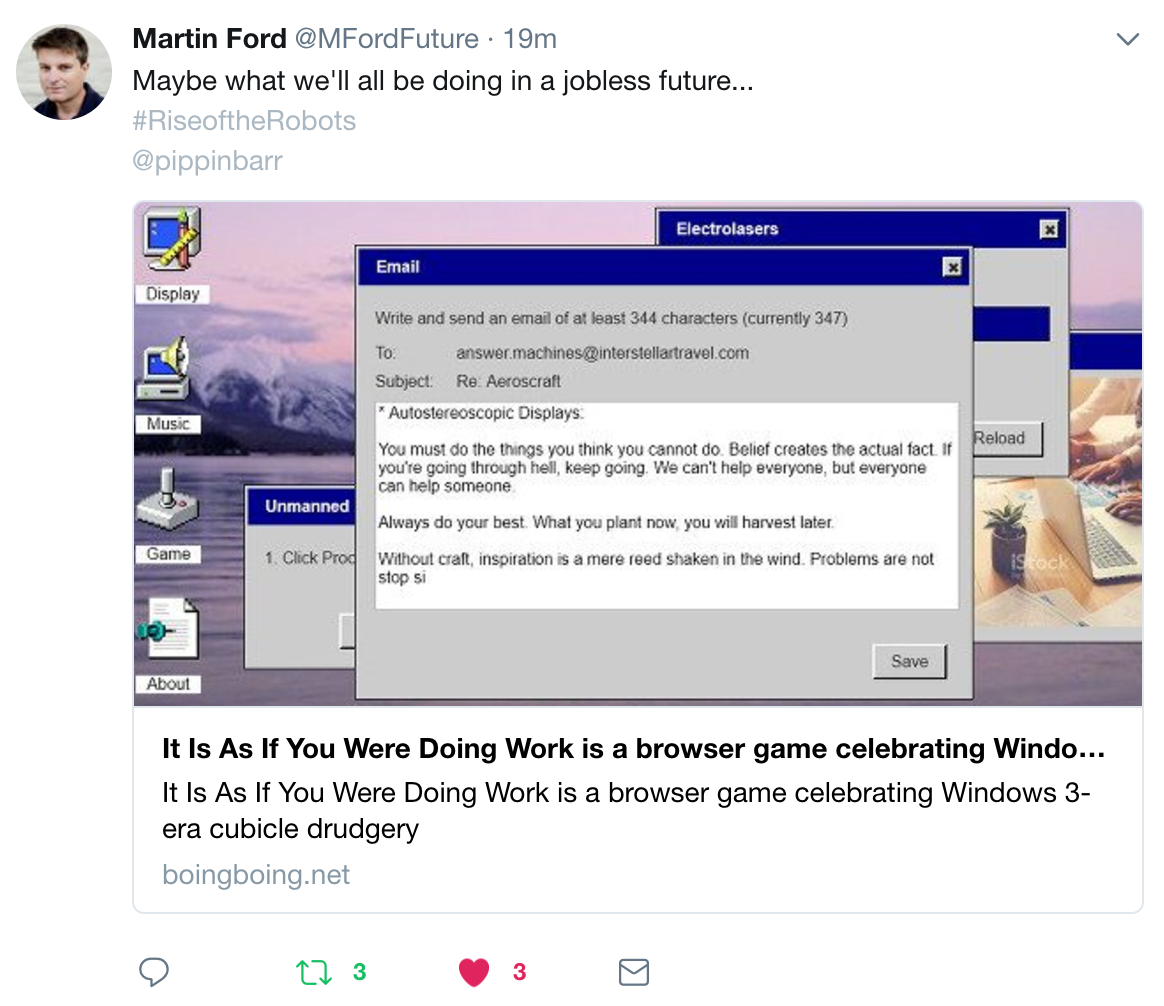 Martin Ford @MFordFuture · 19m
Maybe what we'll all be doing in a jobless future...
#RiseoftheRobots
@pippinbarr
Display
Music
Game
About
Electrolasers
Reload
iStock
Unmanned
1. Click Proc
Email
Write and send an email of at least 344 characters (currently 347)
To: answer.machines@interstellartravel.com
Subject: Re: Aeroscraft
* Autostereoscopic Displays:
You must do the things you think you cannot do. Belief creates the actual fact. If
you're going through hell, keep going. We can't help everyone, but everyone
can help someone.
Always do your best. What you plant now, you will harvest later.
Without craft, inspiration is a mere reed shaken in the wind. Problems are not
stop si
Save
It Is As If You Were Doing Work is a browser game celebrating Windo...
It Is As If You Were Doing Work is a browser game celebrating Windows 3-
era cubicle drudgery
boingboing.net
3
3